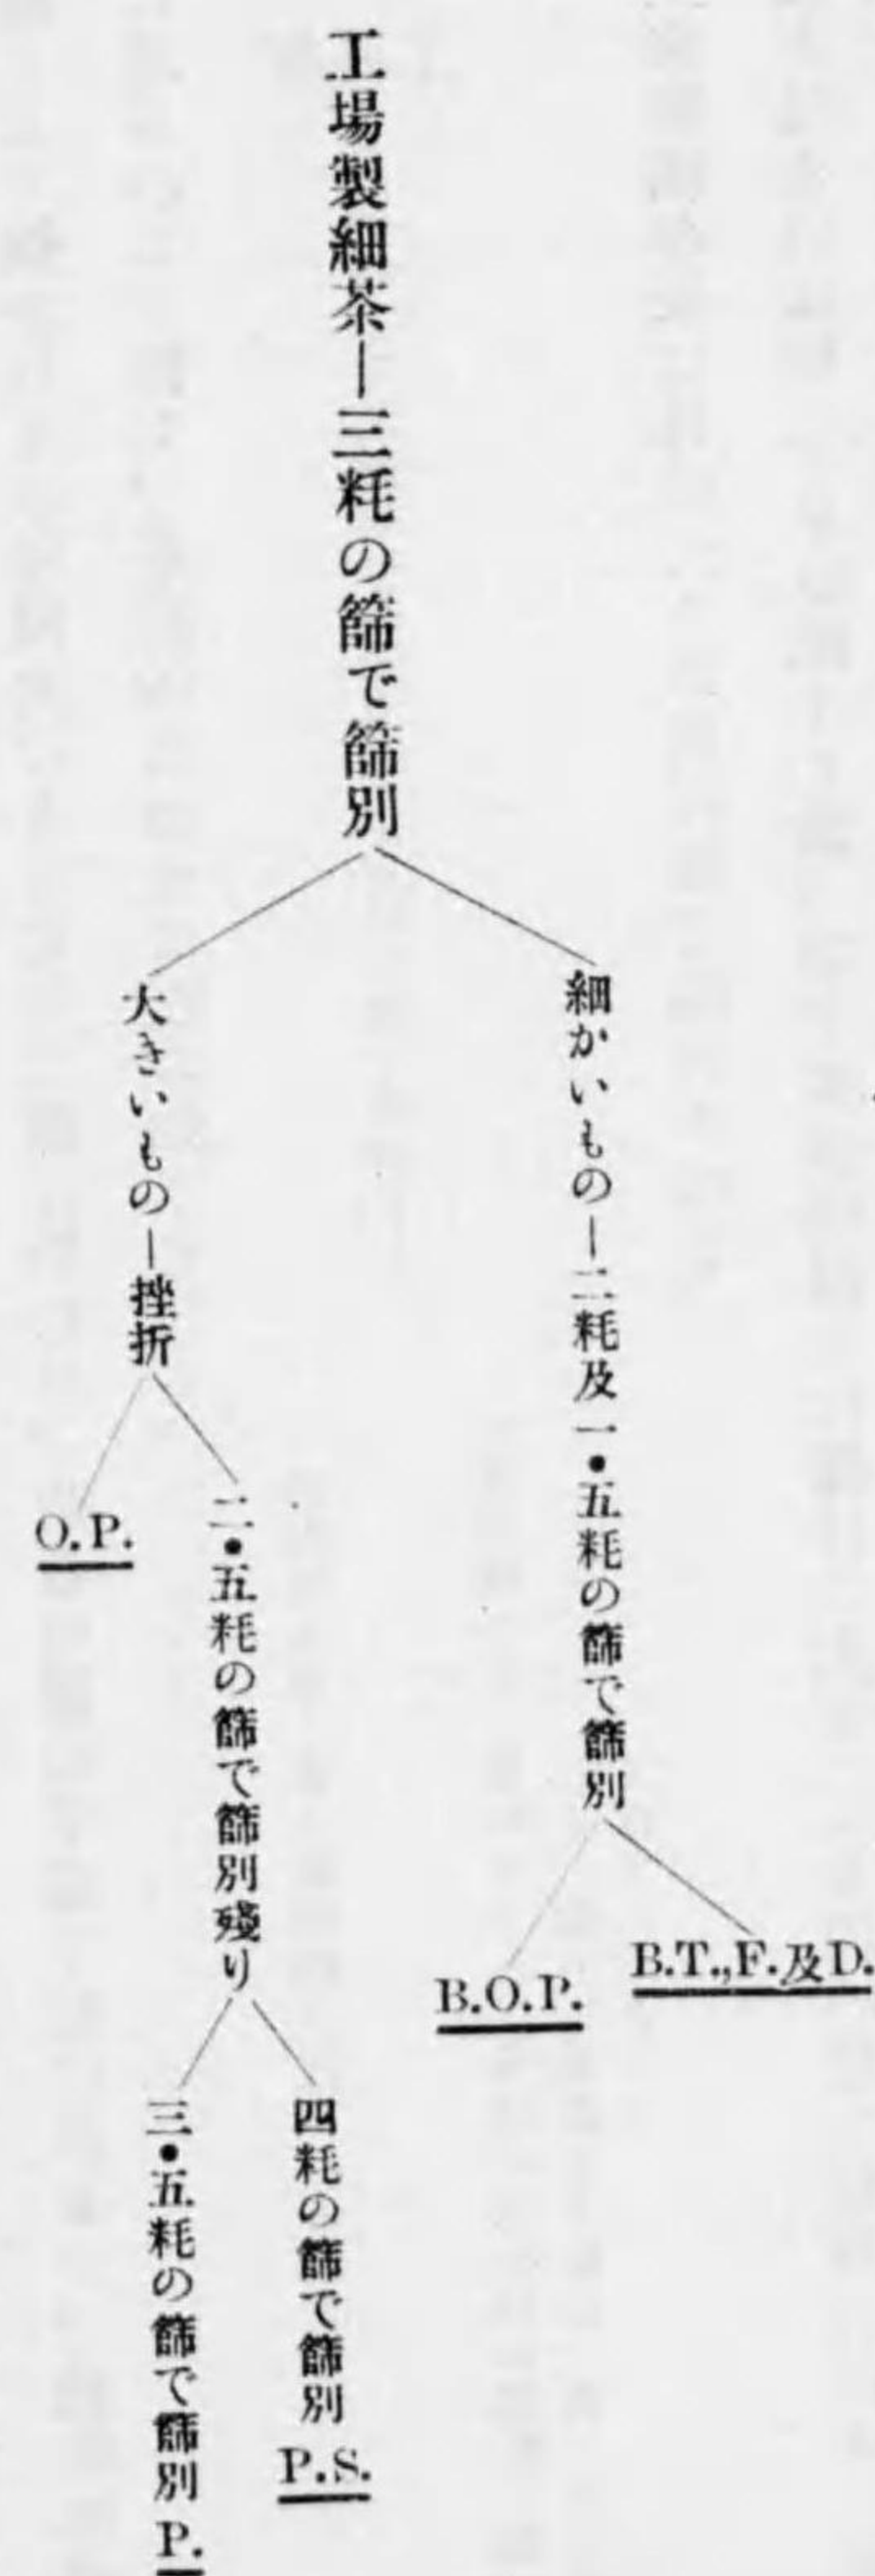 工場製細茶―三粍の篩で篩別
細かいもの―二粍及一・五粍の篩で篩別
B.T.,F.及D.
B.O.P.
大きいもの―挫折
二・五粍の篩で篩別殘り
四粍の篩で篩別 P.S.
三・五粍の篩で篩別 P.
O.P.